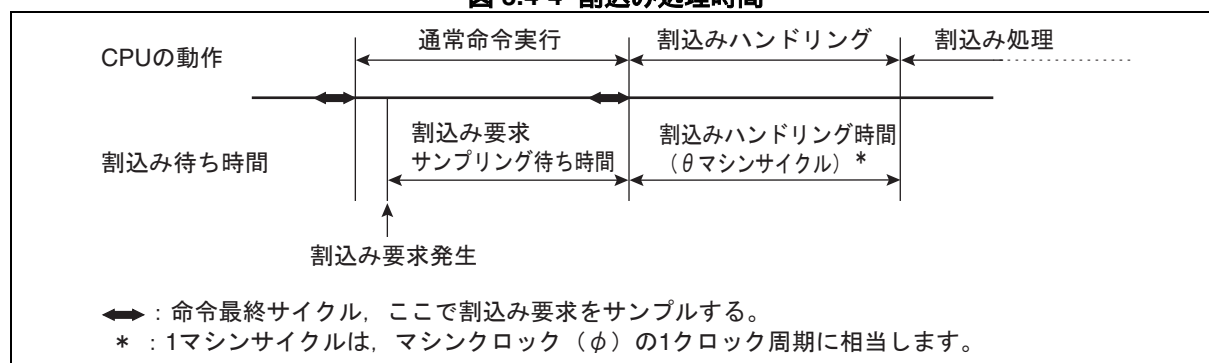 通常命令実行 割込みハンドリング 割込み処理
CPUの動作
割込み要求 割込みハンドリング時間
割込み待ち時間 サンプリング待ち時間 (θマシンサイクル) *
割込み要求発生
：命令最終サイクル，ここで割込み要求をサンプルする。
* ：1マシンサイクルは，マシンクロック（φ）の1クロック周期に相当します。